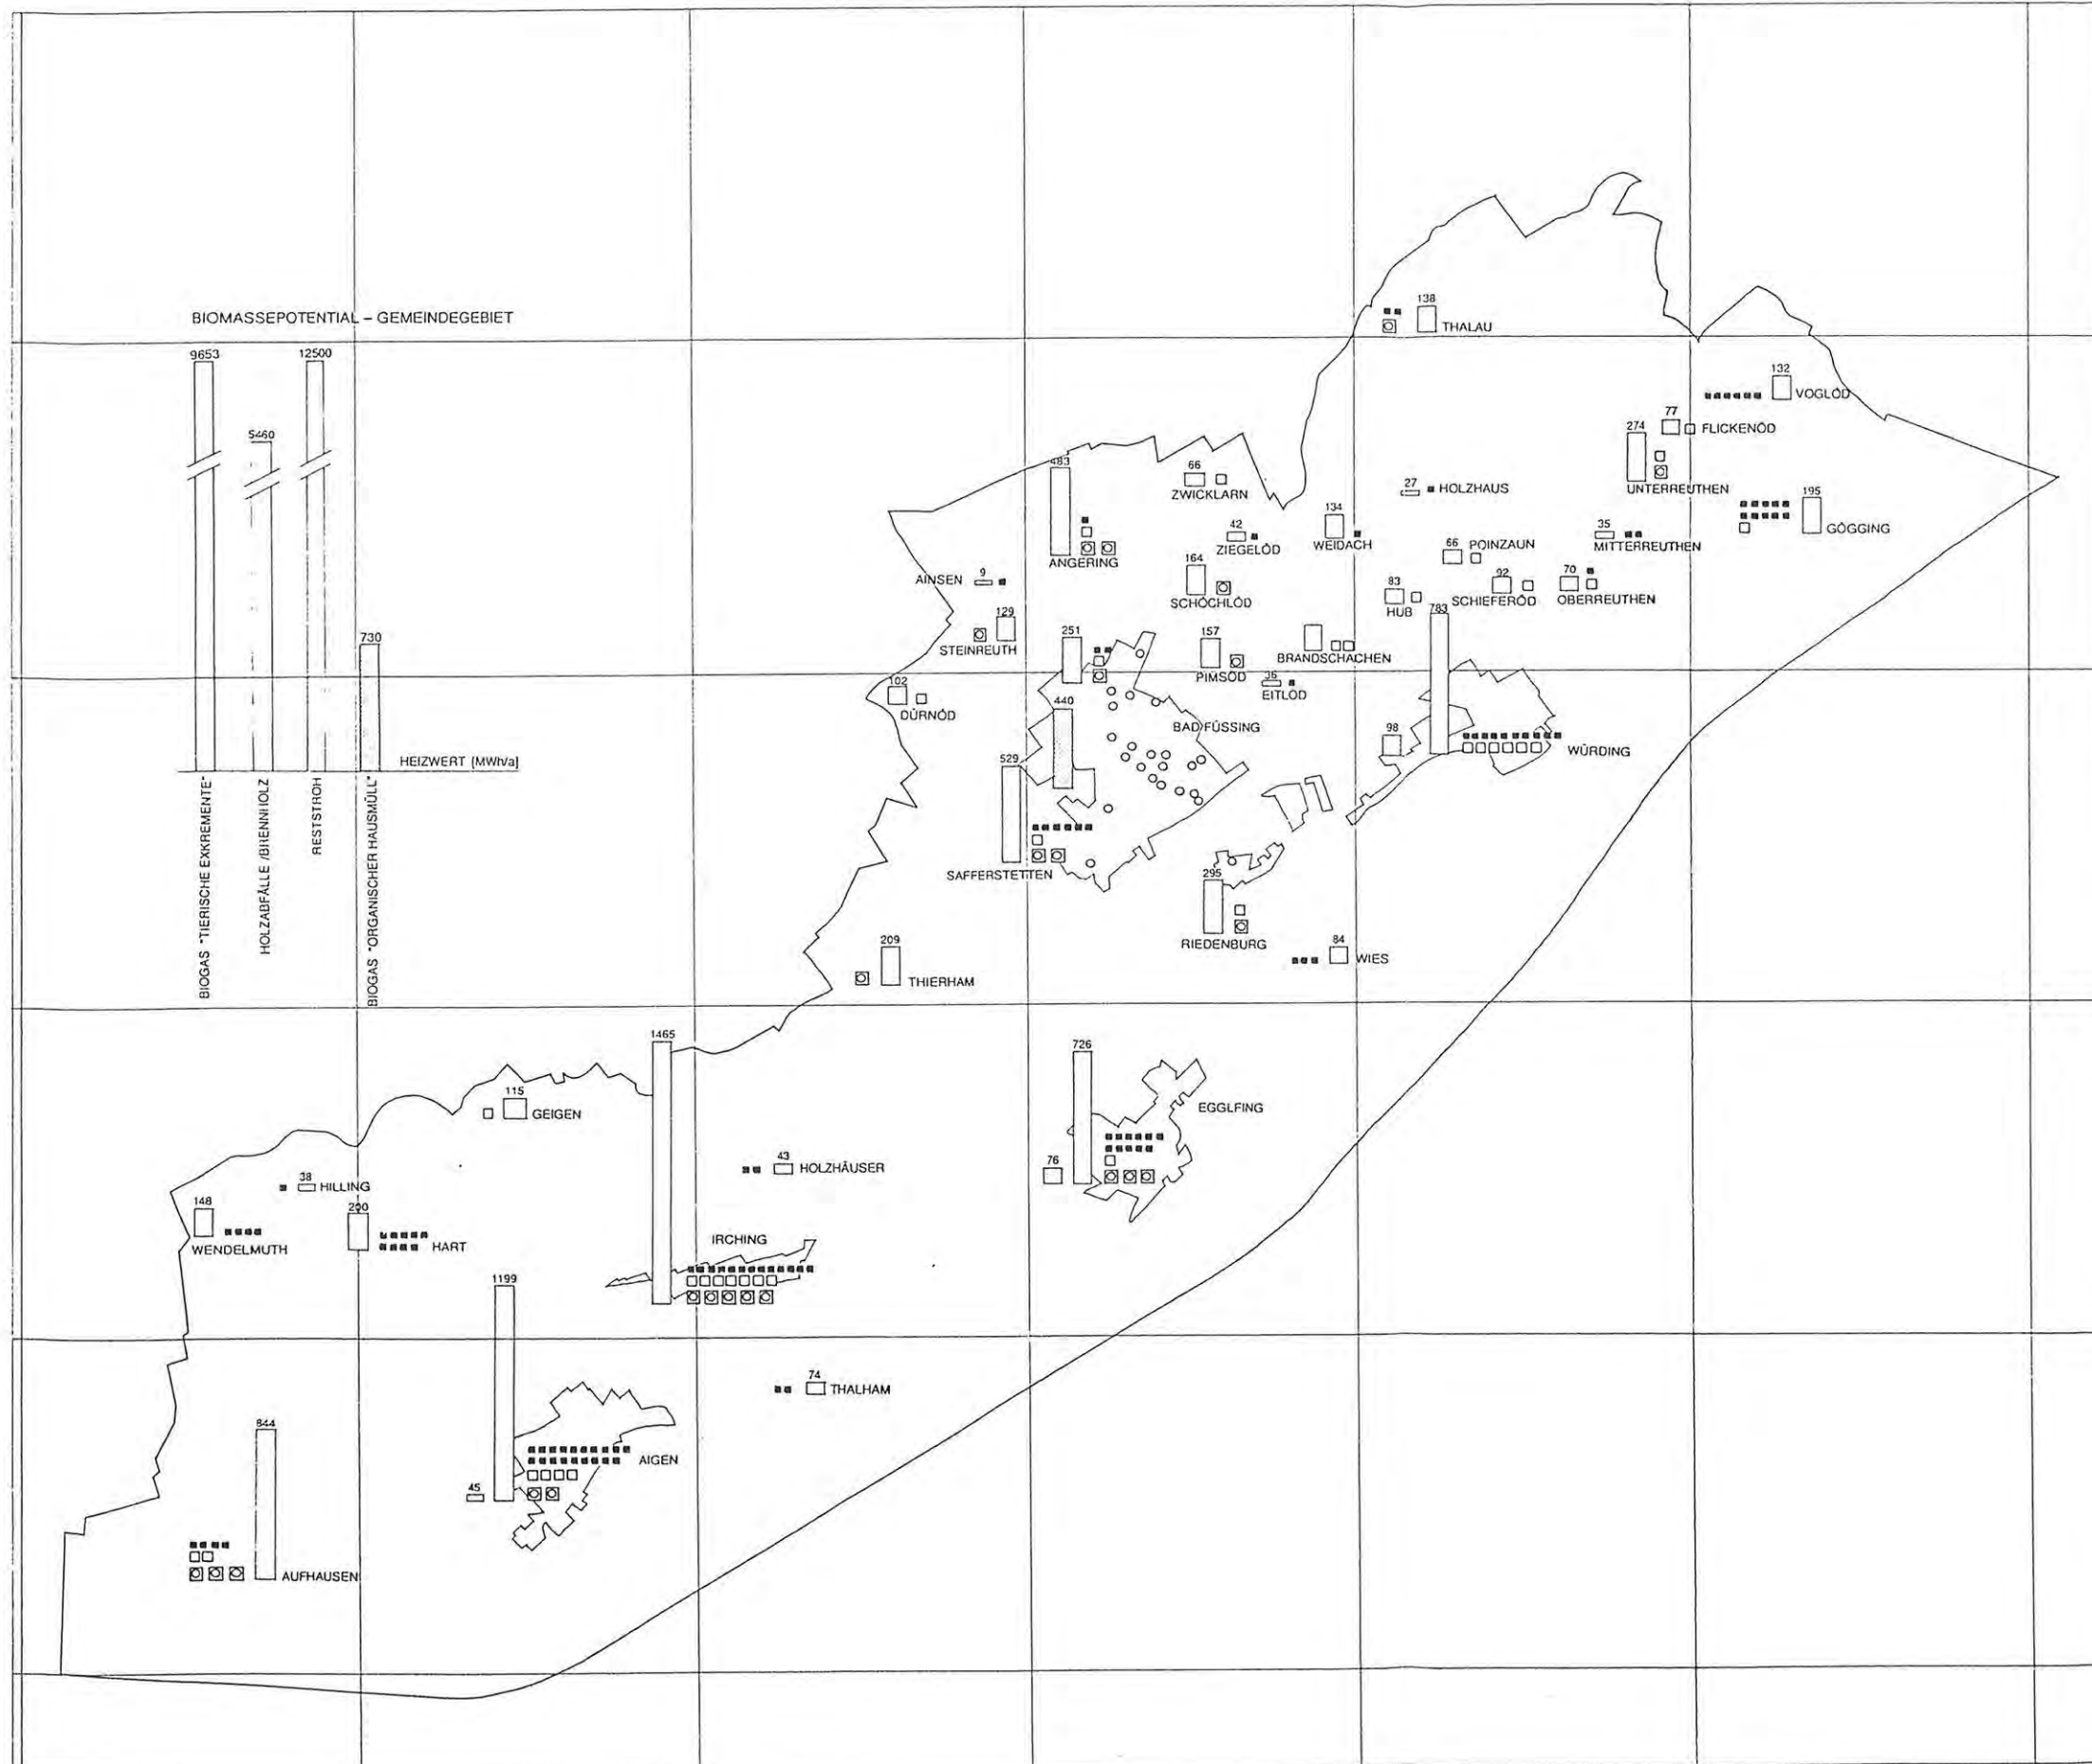 BIOMASSEPOTENTIAL – GEMEINDEGEBIET
9653
12500
5460
730
HEIZWERT [MWh/a]
BIOGAS "TIERISCHE EXKREMENTE"
HOLZABFÄLLE /BRENNHOLZ
RESTSTROH
BIOGAS "ORGANISCHER HAUSMÜLL"
138
THALAU
132
VOGLÖD
77
FLICKENÖD
274
UNTERREUTHEN
483
ANGERING
66
ZWICKLARN
27
HOLZHAUS
195
GÖGGING
42
ZIEGELÖD
134
WEIDACH
35
MITTERREUTHEN
66
POINZAUN
164
SCHÖCHLÖD
AINSEN
9
83
HUB
92
SCHIEFERÖD
70
OBERREUTHEN
129
STEINREUTH
783
251
157
PIMSÖD
BRANDSCHACHEN
36
EITLÖD
102
DÜRNÖD
440
BAD FÜSSING
98
WÜRDING
529
SAFFERSTETTEN
295
RIEDENBURG
84
WIES
209
THIERHAM
1465
726
115
GEIGEN
EGGLFING
43
HOLZHÄUSER
76
38
HILLING
148
WENDELMUTH
200
HART
IRCHING
1199
74
THALHAM
844
AIGEN
45
AUFHAUSEN